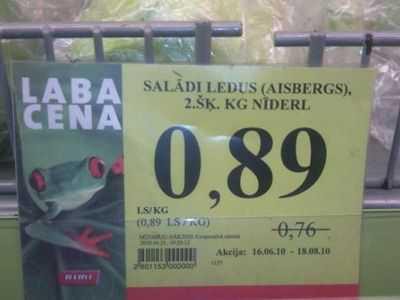 LABA
CENA
SALĀDI LEDUS (AISBERGS),
2.ŠĶ. KG NĪDERL
0,89
LS/KG
(0,89 LS/KG)
0,76
Akcija: 16.06.10 - 18.08.10
2801153000000